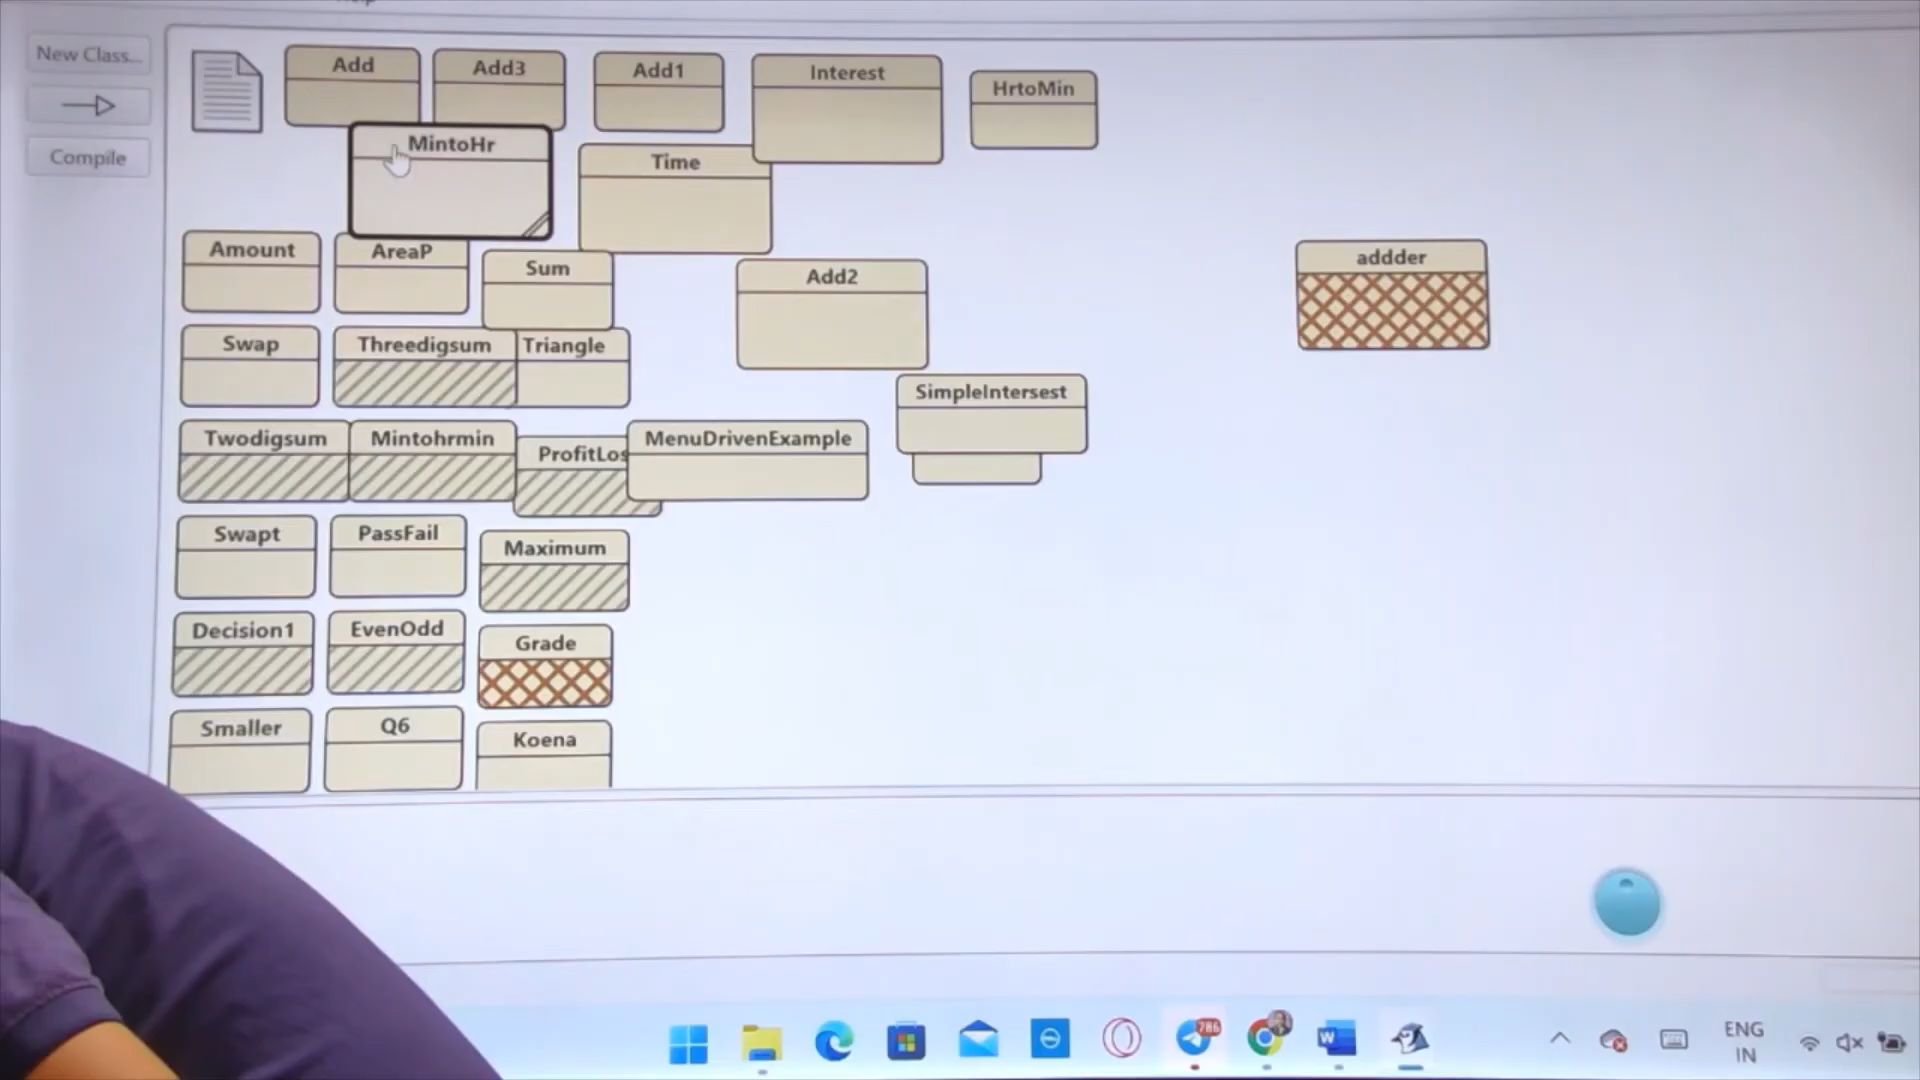 New Class...
Compile
Add
Add3
Add1
Interest
HrtoMin
MintoHr
Time
Amount
AreaP
Sum
Add2
addder
Swap
Threedigsum
Triangle
SimpleIntersest
Twodigsum
Mintohrmin
ProfitLos
MenuDrivenExample
Swapt
PassFail
Maximum
Decision1
EvenOdd
Grade
Smaller
Q6
Koena
786
W
ENG
IN